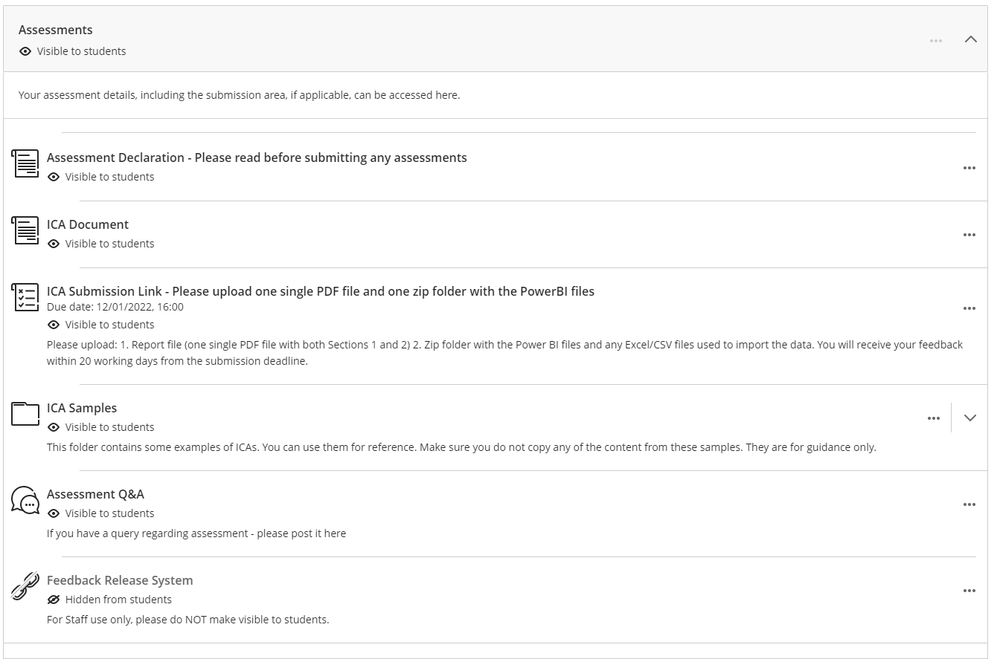 Assessments
Visible to students
Your assessment details, including the submission area, if applicable, can be accessed here.
Assessment Declaration - Please read before submitting any assessments
Visible to students
ICA Document
Visible to students
ICA Submission Link - Please upload one single PDF file and one zip folder with the PowerBI files
Due date: 12/01/2022, 16:00
Visible to students
Please upload: 1. Report file (one single PDF file with both Sections 1 and 2) 2. Zip folder with the Power BI files and any Excel/CSV files used to import the data. You will receive your feedback
within 20 working days from the submission deadline.
ICA Samples
Visible to students
This folder contains some examples of ICAs. You can use them for reference. Make sure you do not copy any of the content from these samples. They are for guidance only.
Assessment Q&A
Visible to students
If you have a query regarding assessment - please post it here
Feedback Release System
Hidden from students
For Staff use only, please do NOT make visible to students.